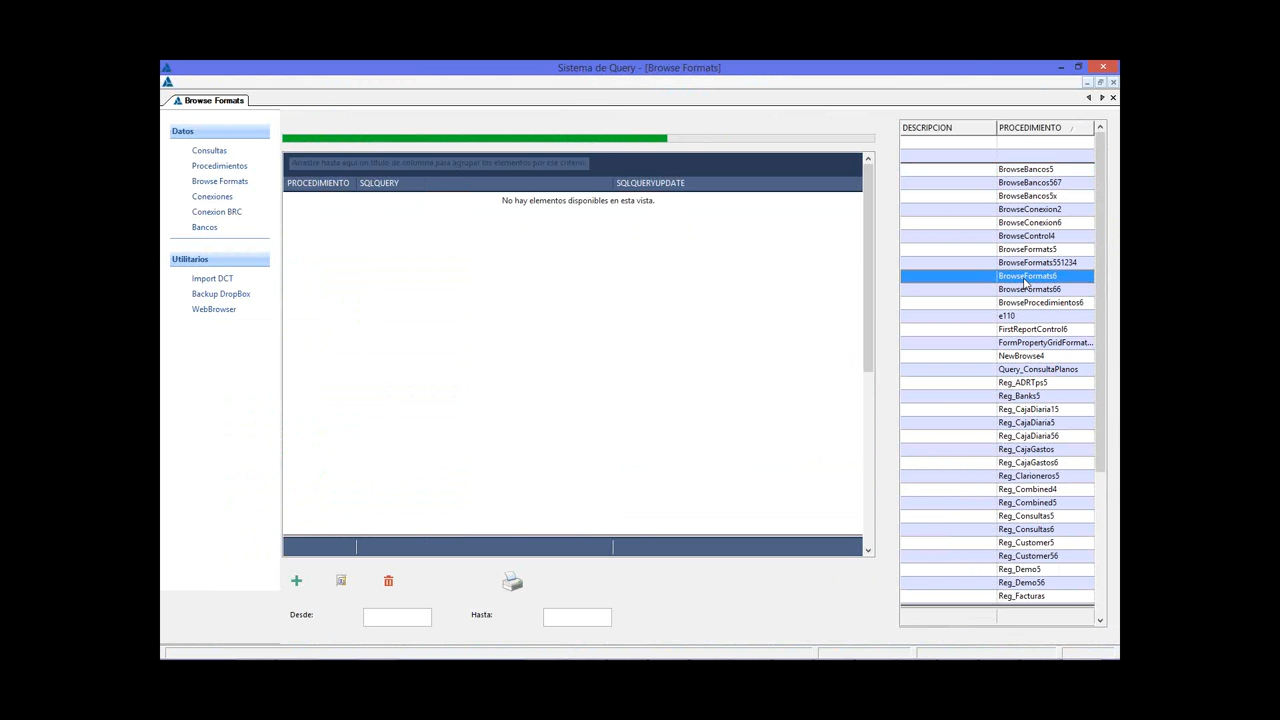 Sistema de Query - [Browse Formats]
Browse Formats
Datos
Consultas
Procedimientos
Browse Formats
Conexiones
Conexion BRC
Bancos
Utilitarios
Import DCT
Backup DropBox
WebBrowser
Arrastre hasta aquí un título de columna para agrupar los elementos por ese criterio.
PROCEDIMIENTO SQLQUERY SQLQUERYUPDATE
No hay elementos disponibles en esta vista.
Desde: Hasta:
DESCRIPCION PROCEDIMIENTO
BrowseBancos5
BrowseBancos567
BrowseBancos5x
BrowseConexion2
BrowseConexion6
BrowseControl4
BrowseFormats5
BrowseFormats551234
BrowseFormats6
BrowseFormats66
BrowseProcedimientos6
e110
FirstReportControl6
FormPropertyGridFormat...
NewBrowse4
Query_ConsultaPlanos
Reg_ADRTps5
Reg_Banks5
Reg_CajaDiaria15
Reg_CajaDiaria5
Reg_CajaDiaria56
Reg_CajaGastos
Reg_CajaGastos6
Reg_Clarioneros5
Reg_Combined4
Reg_Combined5
Reg_Consultas5
Reg_Consultas6
Reg_Customer5
Reg_Customer56
Reg_Demo5
Reg_Demo56
Reg_Facturas